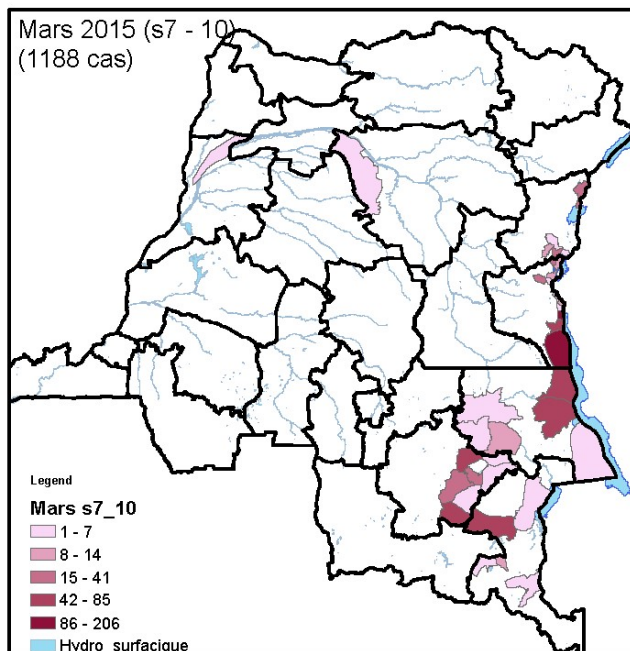 Mars 2015 (s7 - 10)
(1188 cas)
Legend
Mars s7_10
1 - 7
8 - 14
15 - 41
42 - 85
86 - 206
Hydro_surfacique